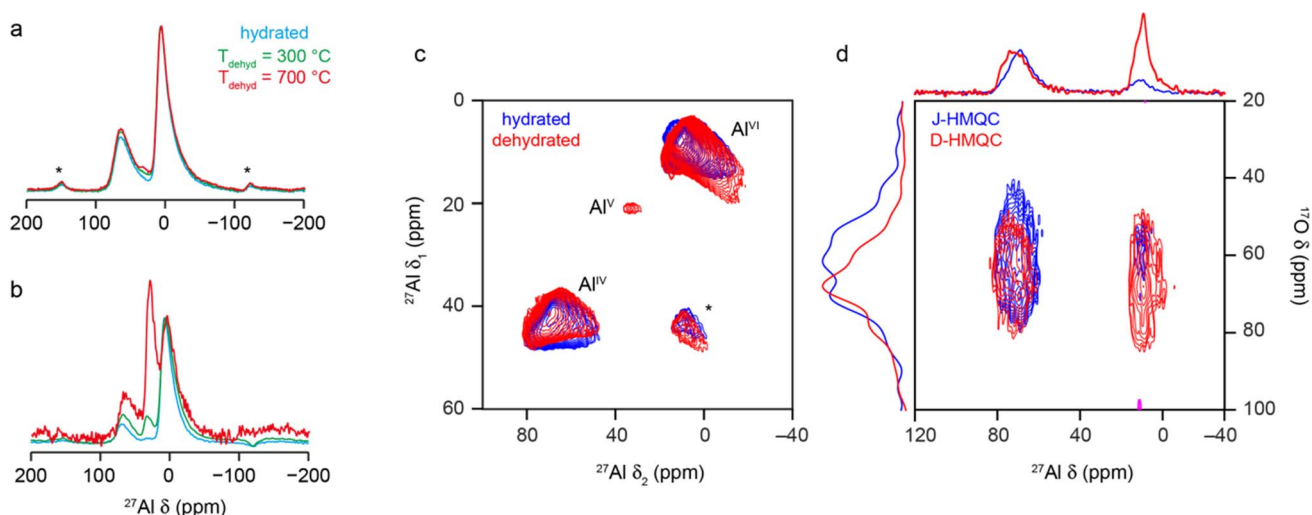 a
hydrated
T_dehyd = 300 °C
T_dehyd = 700 °C
*
*
200 100 0 −100 −200
b
200 100 0 −100 −200
²⁷Al δ (ppm)
c
0
20
40
60
²⁷Al δ₁ (ppm)
hydrated
dehydrated
Alⱽᴵ
Alⱽ
Alᴵⱽ
*
80 40 0 −40
²⁷Al δ₂ (ppm)
d
J-HMQC
D-HMQC
20
40
60
80
100
¹⁷O δ (ppm)
120 80 40 0 −40
²⁷Al δ (ppm)